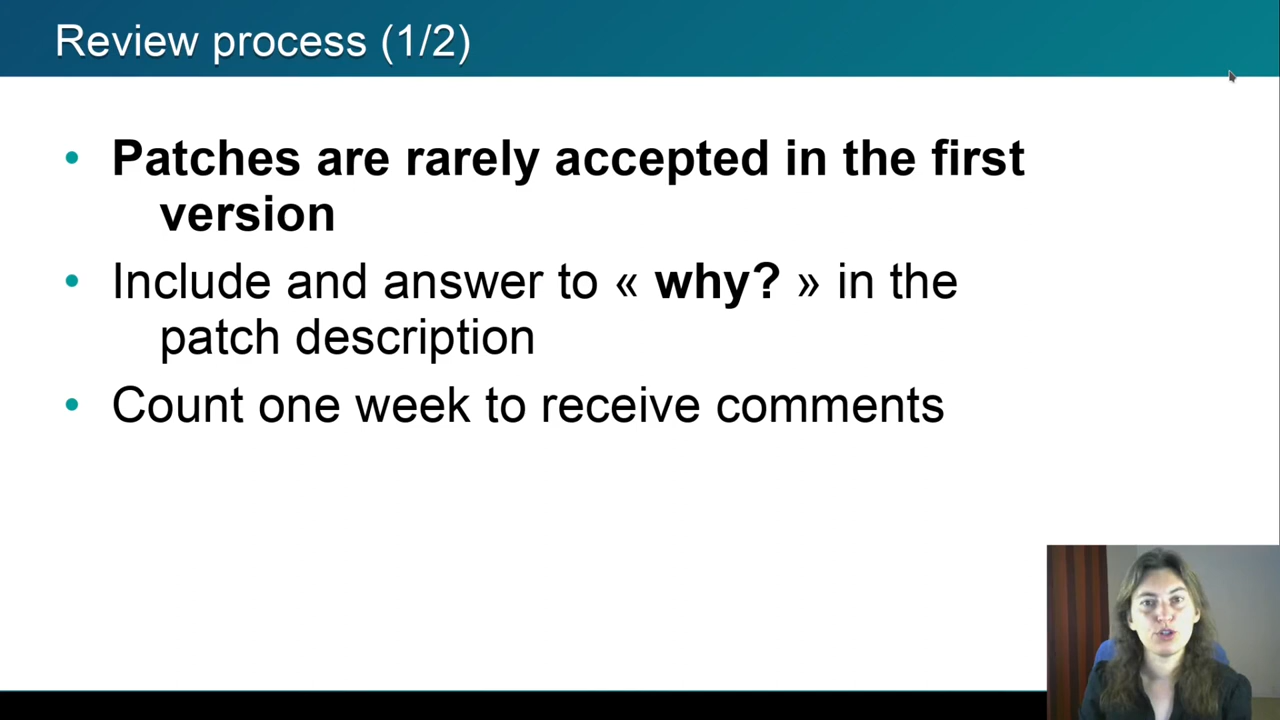 Review process (1/2)
• Patches are rarely accepted in the first
version
• Include and answer to « why? » in the
patch description
• Count one week to receive comments